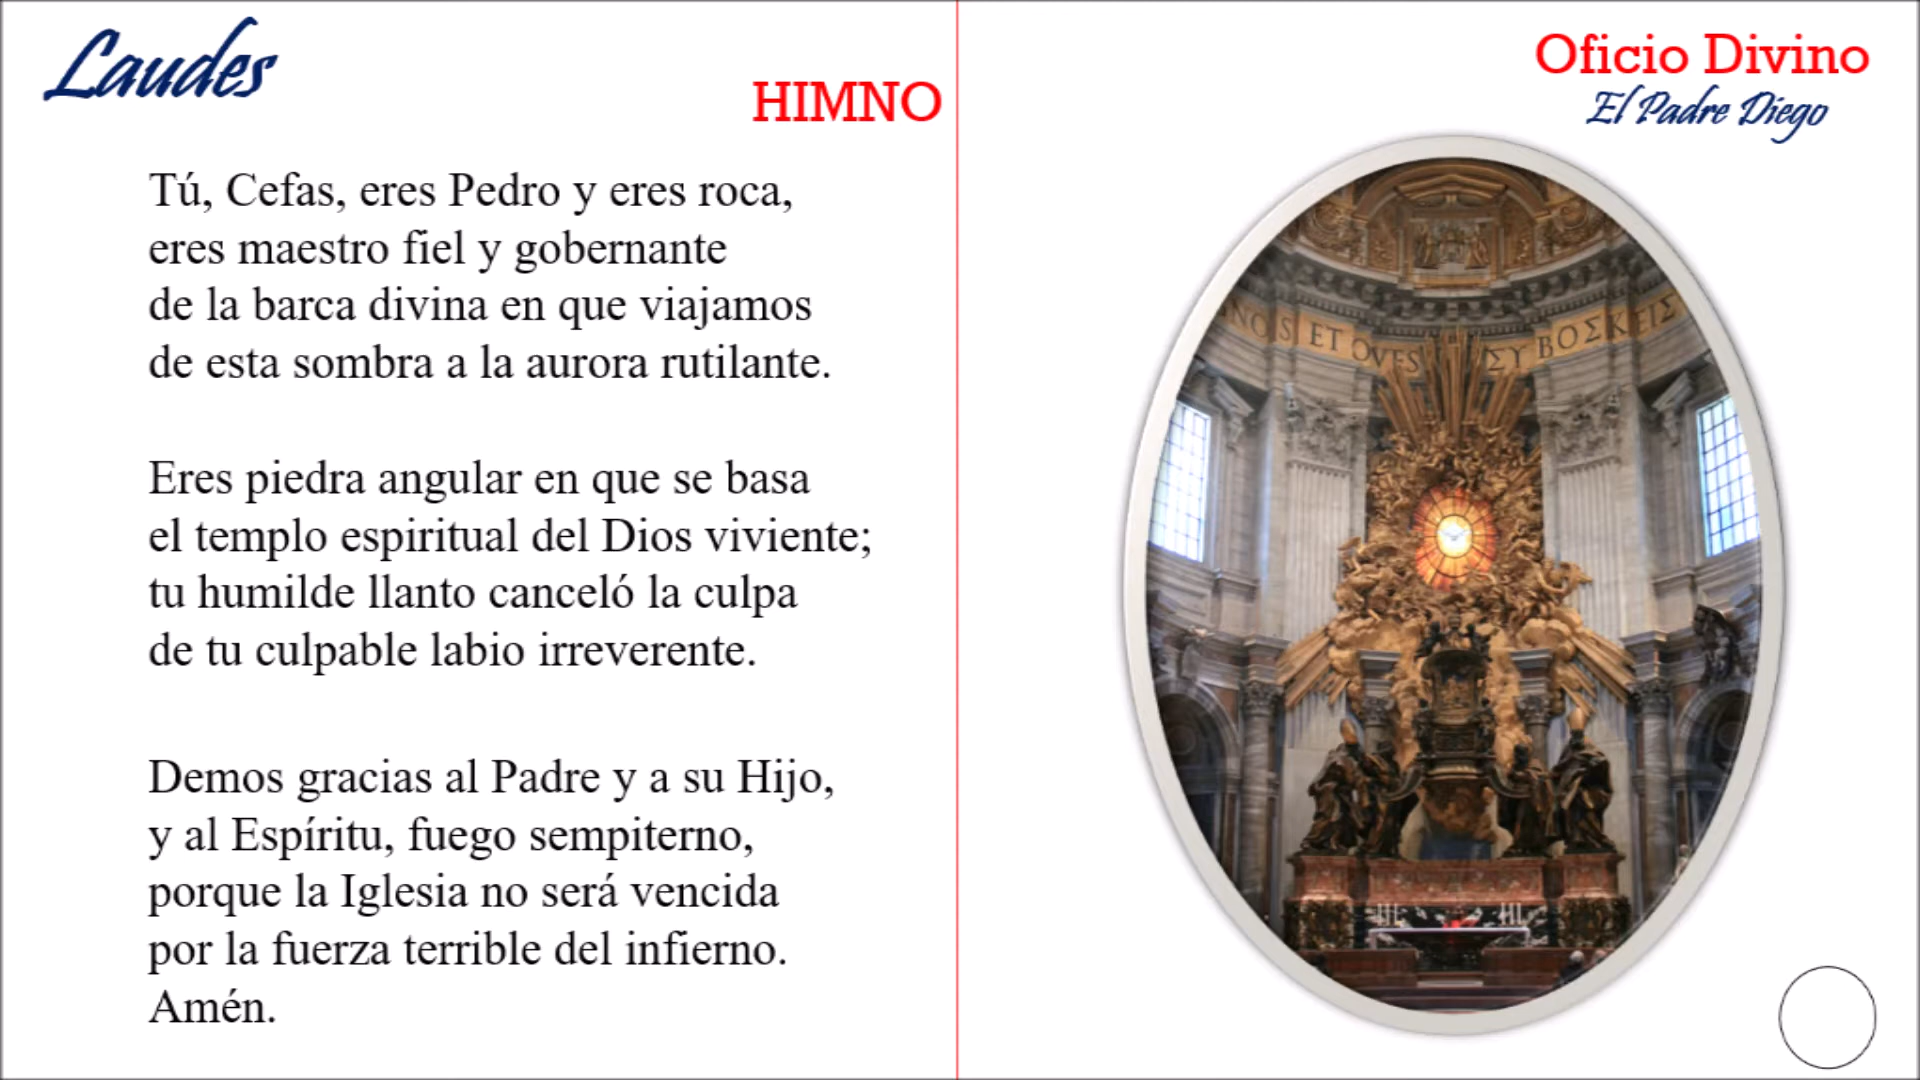 Laudes
HIMNO
Tú, Cefas, eres Pedro y eres roca,
eres maestro fiel y gobernante
de la barca divina en que viajamos
de esta sombra a la aurora rutilante.
Eres piedra angular en que se basa
el templo espiritual del Dios viviente;
tu humilde llanto canceló la culpa
de tu culpable labio irreverente.
Demos gracias al Padre y a su Hijo,
y al Espíritu, fuego sempiterno,
porque la Iglesia no será vencida
por la fuerza terrible del infierno.
Amén.
Oficio Divino
El Padre Diego
ET OVES ΣΥ ΒΟΣΚΕΙΣ